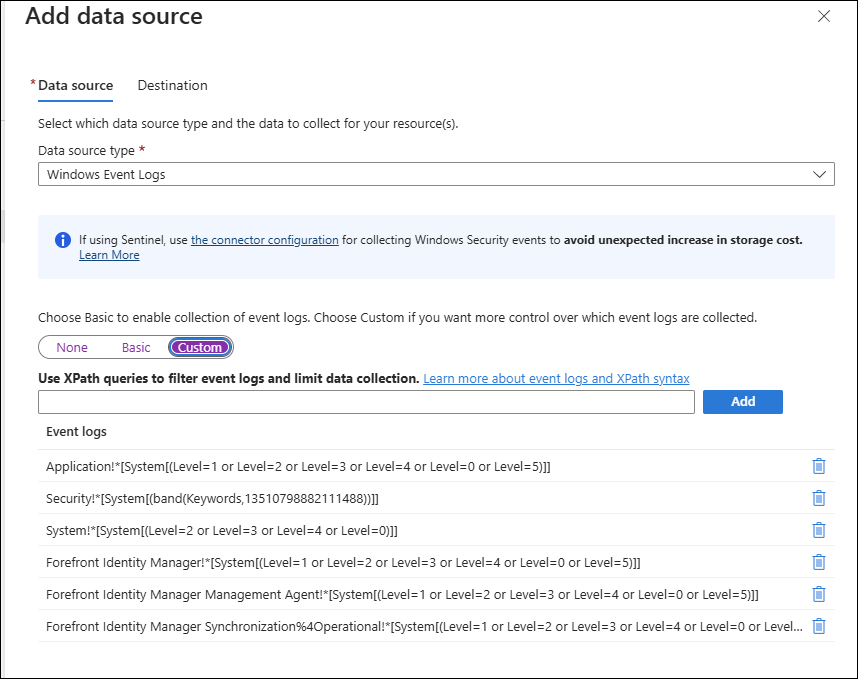 Add data source
* Data source Destination
Select which data source type and the data to collect for your resource(s).
Data source type *
Windows Event Logs
If using Sentinel, use the connector configuration for collecting Windows Security events to avoid unexpected increase in storage cost.
Learn More
Choose Basic to enable collection of event logs. Choose Custom if you want more control over which event logs are collected.
None Basic Custom
Use XPath queries to filter event logs and limit data collection. Learn more about event logs and XPath syntax
Add
Event logs
Application!*[System[(Level=1 or Level=2 or Level=3 or Level=4 or Level=0 or Level=5)]]
Security!*[System[(band(Keywords,13510798882111488))]]
System!*[System[(Level=2 or Level=3 or Level=4 or Level=0)]]
Forefront Identity Manager!*[System[(Level=1 or Level=2 or Level=3 or Level=4 or Level=0 or Level=5)]]
Forefront Identity Manager Management Agent!*[System[(Level=1 or Level=2 or Level=3 or Level=4 or Level=0 or Level=5)]]
Forefront Identity Manager Synchronization%4Operational!*[System[(Level=1 or Level=2 or Level=3 or Level=4 or Level=0 or Level...